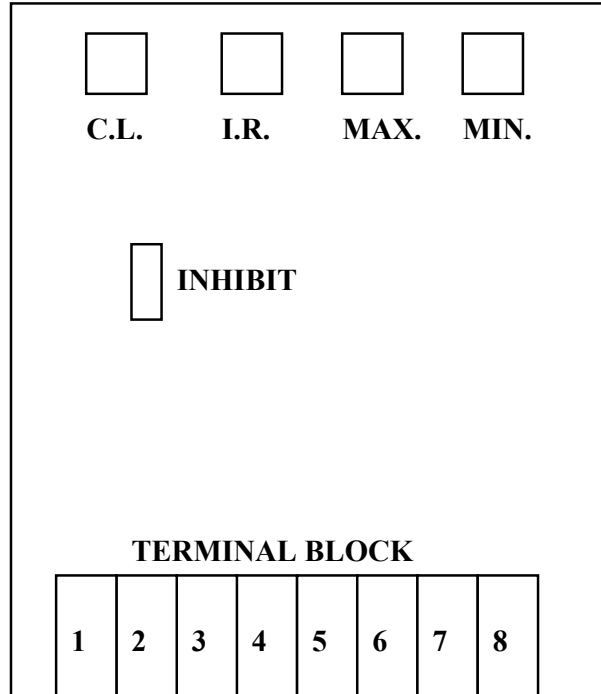 C.L. I.R. MAX. MIN.
INHIBIT
TERMINAL BLOCK
1 2 3 4 5 6 7 8